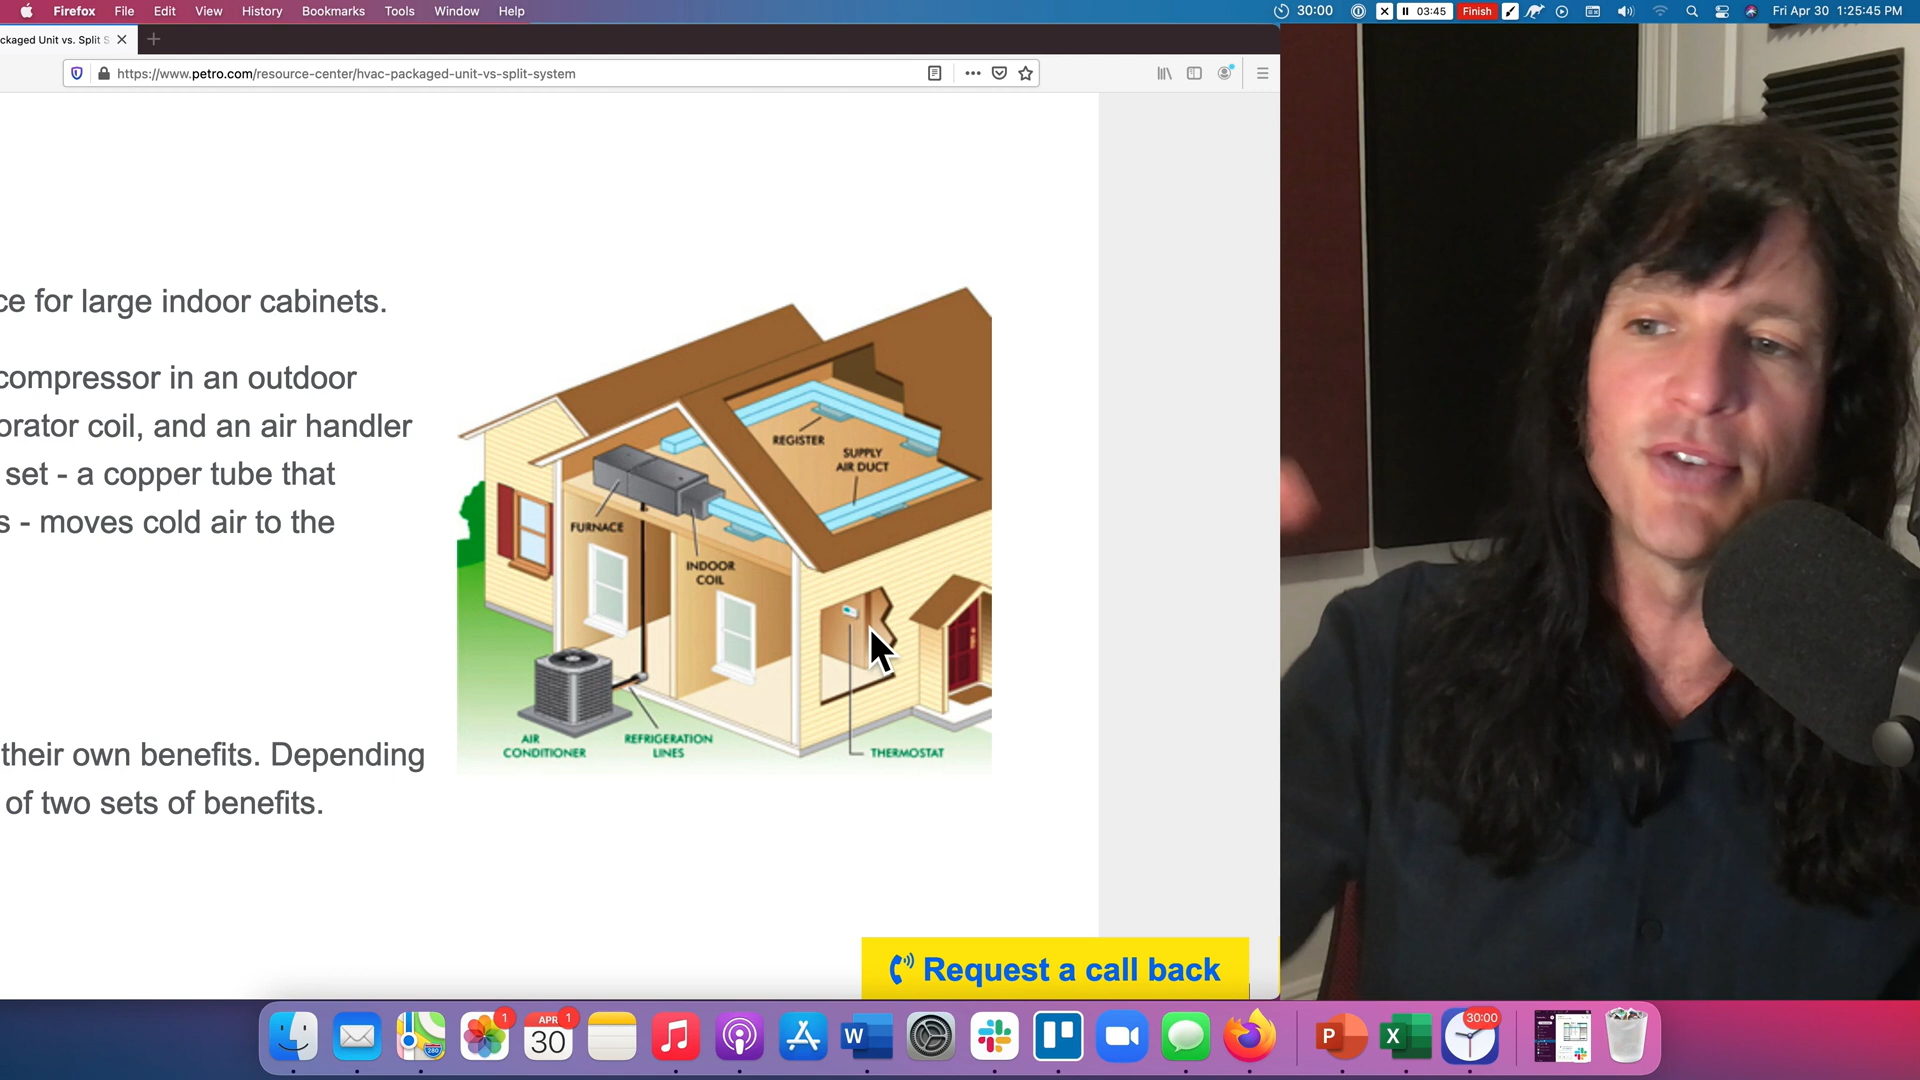 Firefox File Edit View History Bookmarks Tools Window Help
30:00 03:45 Finish Fri Apr 30 1:25:45 PM
ckaged Unit vs. Split S
https://www.petro.com/resource-center/hvac-packaged-unit-vs-split-system
ce for large indoor cabinets.
compressor in an outdoor
orator coil, and an air handler
set - a copper tube that
s - moves cold air to the
their own benefits. Depending
of two sets of benefits.
REGISTER
SUPPLY
AIR DUCT
FURNACE
INDOOR
COIL
AIR
CONDITIONER
REFRIGERATION
LINES
THERMOSTAT
Request a call back
280
1
APR
1
30
W
P
X
30:00